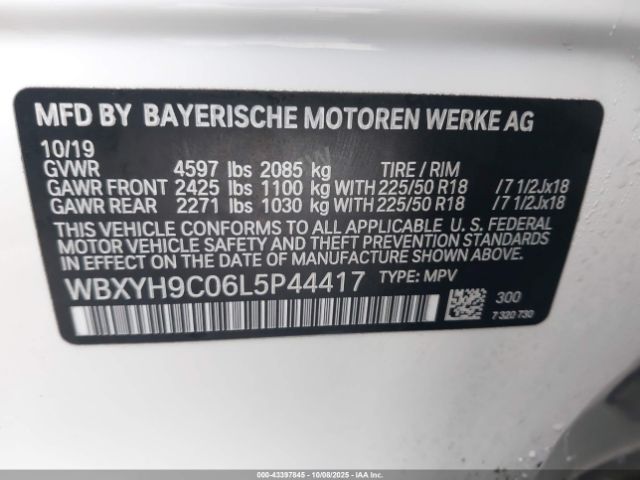 MFD BY BAYERISCHE MOTOREN WERKE AG
10/19
GVWR 4597 lbs 2085 kg TIRE / RIM
GAWR FRONT 2425 lbs 1100 kg WITH 225/50 R18 /7 1/2Jx18
GAWR REAR 2271 lbs 1030 kg WITH 225/50 R18 /7 1/2Jx18
THIS VEHICLE CONFORMS TO ALL APPLICABLE U. S. FEDERAL
MOTOR VEHICLE SAFETY AND THEFT PREVENTION STANDARDS
IN EFFECT ON THE DATE OF MANUFACTURE SHOWN ABOVE.
WBXYH9C06L5P44417 TYPE: MPV
300
7 320 730
000-43397845 | 10/08/2025 | IAA, Inc.